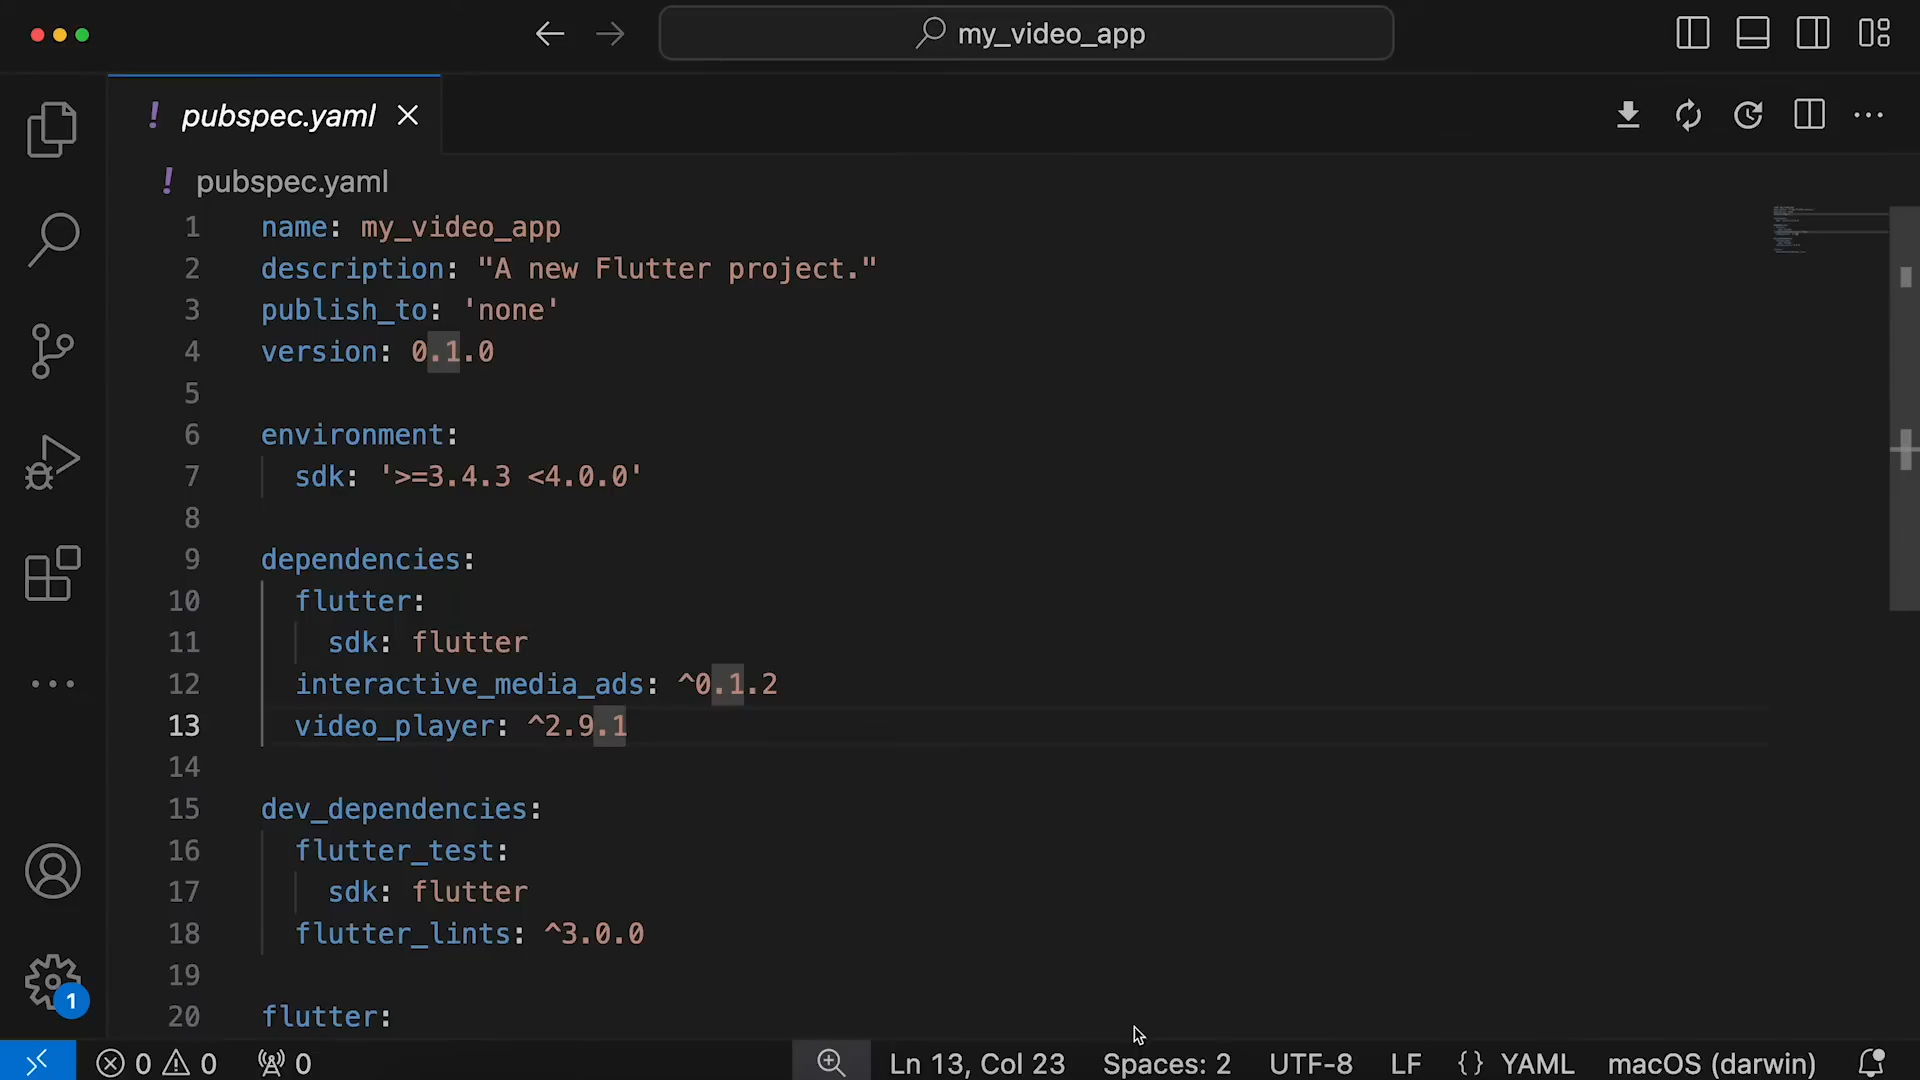 my_video_app
! pubspec.yaml
! pubspec.yaml
1 name: my_video_app
2 description: "A new Flutter project."
3 publish_to: 'none'
4 version: 0.1.0
5
6 environment:
7 sdk: '>=3.4.3 <4.0.0'
8
9 dependencies:
10 flutter:
11 sdk: flutter
12 interactive_media_ads: ^0.1.2
13 video_player: ^2.9.1
14
15 dev_dependencies:
16 flutter_test:
17 sdk: flutter
18 flutter_lints: ^3.0.0
19
20 flutter:
1
0 0 0 Ln 13, Col 23 Spaces: 2 UTF-8 LF {} YAML macOS (darwin)